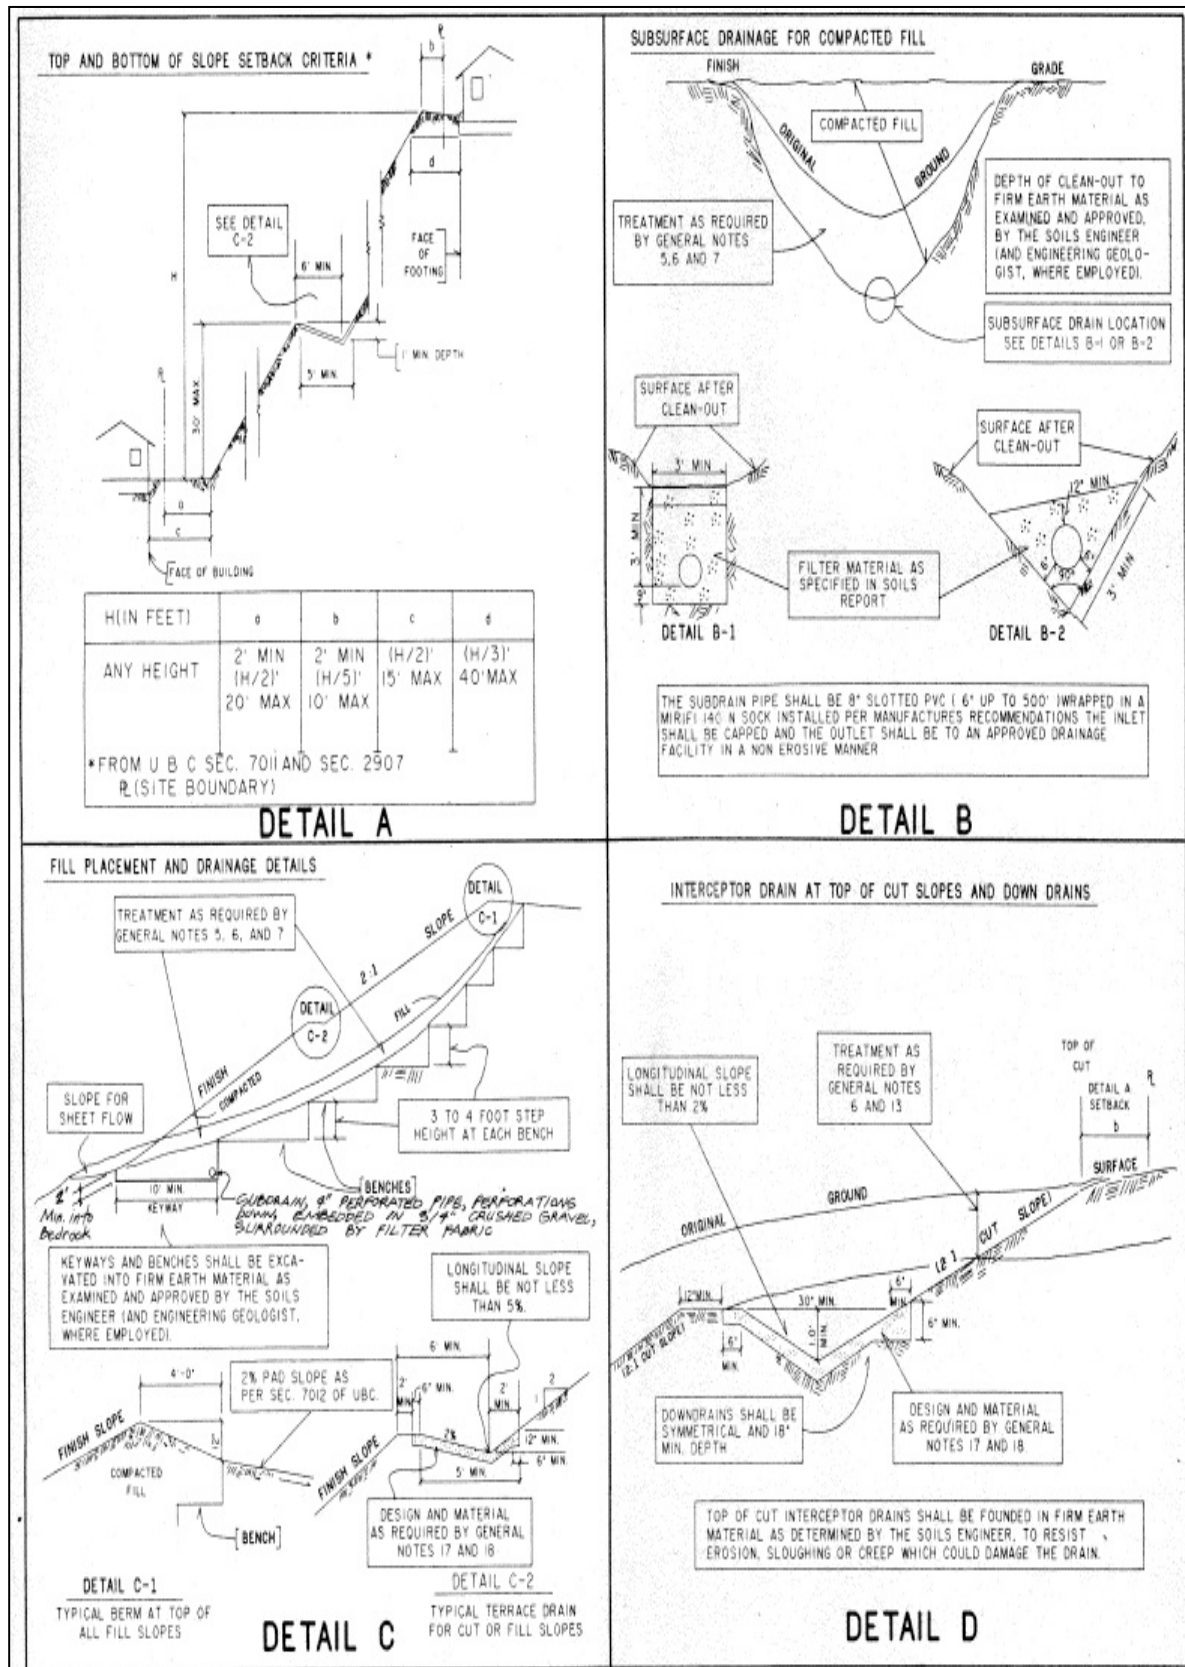 TOP AND BOTTOM OF SLOPE SETBACK CRITERIA *
b
H
d
SEE DETAIL
C-2
6' MIN.
FACE
OF
FOOTING
1' MIN. DEPTH
5' MIN.
30' MAX
a
c
FACE OF BUILDING
H(IN FEET) a b c d
ANY HEIGHT
2' MIN 2' MIN (H/2)' (H/3)'
(H/2)' (H/5)' 15' MAX 40'MAX
20' MAX 10' MAX
*FROM U B C SEC. 7011 AND SEC. 2907
℄(SITE BOUNDARY)
DETAIL A
SUBSURFACE DRAINAGE FOR COMPACTED FILL
FINISH GRADE
COMPACTED FILL
ORIGINAL GROUND
TREATMENT AS REQUIRED
BY GENERAL NOTES
5,6 AND 7
DEPTH OF CLEAN-OUT TO
FIRM EARTH MATERIAL AS
EXAMINED AND APPROVED,
BY THE SOILS ENGINEER
(AND ENGINEERING GEOLO-
GIST, WHERE EMPLOYED).
SUBSURFACE DRAIN LOCATION
SEE DETAILS B-1 OR B-2
SURFACE AFTER
CLEAN-OUT
3' MIN
3' MIN
DETAIL B-1
FILTER MATERIAL AS
SPECIFIED IN SOILS
REPORT
SURFACE AFTER
CLEAN-OUT
12" MIN
6"
6"
90°
3' MIN
DETAIL B-2
THE SUBDRAIN PIPE SHALL BE 8" SLOTTED PVC ( 6" UP TO 500' )WRAPPED IN A
MIRIFI 140 N SOCK INSTALLED PER MANUFACTURES RECOMMENDATIONS THE INLET
SHALL BE CAPPED AND THE OUTLET SHALL BE TO AN APPROVED DRAINAGE
FACILITY IN A NON EROSIVE MANNER
DETAIL B
FILL PLACEMENT AND DRAINAGE DETAILS
TREATMENT AS REQUIRED BY
GENERAL NOTES 5, 6, AND 7
DETAIL
C-1
SLOPE
2:1
DETAIL
C-2
FILL
FINISH
COMPACTED
SLOPE FOR
SHEET FLOW
3 TO 4 FOOT STEP
HEIGHT AT EACH BENCH
BENCHES
2'
Min. into
Bedrock
10' MIN.
KEYWAY
SUBDRAIN, 4" PERFORATED PIPE, PERFORATIONS
DOWN, EMBEDDED IN 3/4" CRUSHED GRAVEL,
SURROUNDED BY FILTER FABRIC
KEYWAYS AND BENCHES SHALL BE EXCA-
VATED INTO FIRM EARTH MATERIAL AS
EXAMINED AND APPROVED BY THE SOILS
ENGINEER (AND ENGINEERING GEOLOGIST,
WHERE EMPLOYED).
LONGITUDINAL SLOPE
SHALL BE NOT LESS
THAN 5%.
4'-0"
2% PAD SLOPE AS
PER SEC. 7012 OF UBC.
FINISH SLOPE
COMPACTED
FILL
BENCH
DETAIL C-1
TYPICAL BERM AT TOP OF
ALL FILL SLOPES
6' MIN.
2'
MIN
6" MIN.
2'
MIN.
2
1
2%
12" MIN.
6" MIN.
5' MIN.
FINISH SLOPE
DESIGN AND MATERIAL
AS REQUIRED BY GENERAL
NOTES 17 AND 18
DETAIL C-2
TYPICAL TERRACE DRAIN
FOR CUT OR FILL SLOPES
DETAIL C
INTERCEPTOR DRAIN AT TOP OF CUT SLOPES AND DOWN DRAINS
LONGITUDINAL SLOPE
SHALL BE NOT LESS
THAN 2%
TREATMENT AS
REQUIRED BY
GENERAL NOTES
6 AND 13
TOP OF
CUT
℄
DETAIL A
SETBACK
b
ORIGINAL GROUND SURFACE
(2:1 CUT SLOPE)
12" MIN.
30" MIN.
6"
MIN.
10" MIN.
6" MIN.
6"
MIN.
(2:1 CUT SLOPE)
DOWNDRAINS SHALL BE
SYMMETRICAL AND 18"
MIN. DEPTH
DESIGN AND MATERIAL
AS REQUIRED BY GENERAL
NOTES 17 AND 18
TOP OF CUT INTERCEPTOR DRAINS SHALL BE FOUNDED IN FIRM EARTH
MATERIAL AS DETERMINED BY THE SOILS ENGINEER, TO RESIST
EROSION, SLOUGHING OR CREEP WHICH COULD DAMAGE THE DRAIN.
DETAIL D